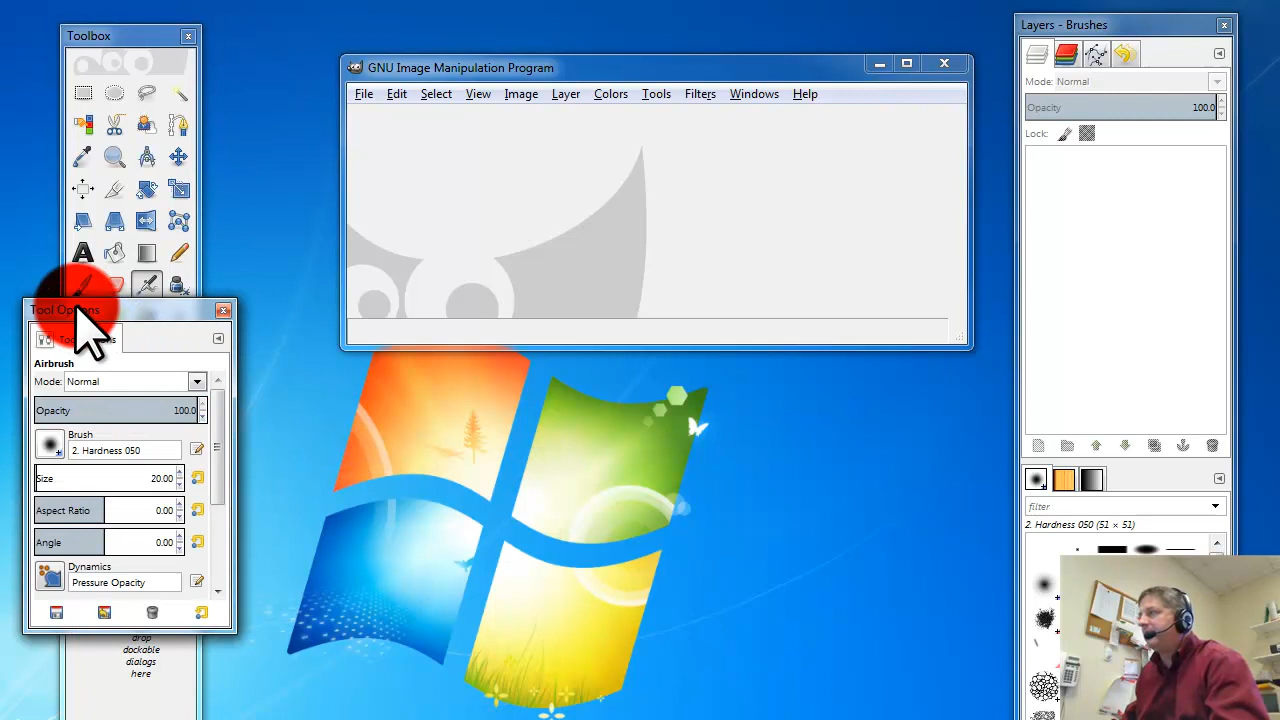 Toolbox
Tool Options
Airbrush
Mode: Normal
Opacity 100.0
Brush
2. Hardness 050
Size 20.00
Aspect Ratio 0.00
Angle 0.00
Dynamics
Pressure Opacity
drop
dockable
dialogs
here
GNU Image Manipulation Program
File Edit Select View Image Layer Colors Tools Filters Windows Help
Layers - Brushes
Mode: Normal
Opacity 100.0
Lock:
filter
2. Hardness 050 (51 × 51)